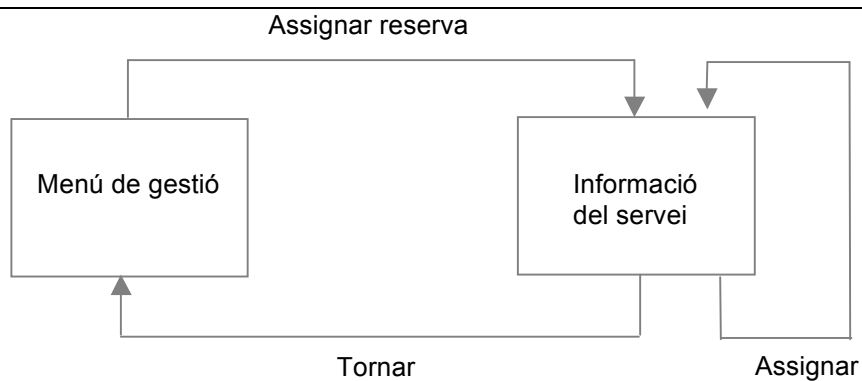 Assignar reserva
Menú de gestió
Informació
del servei
Tornar
Assignar